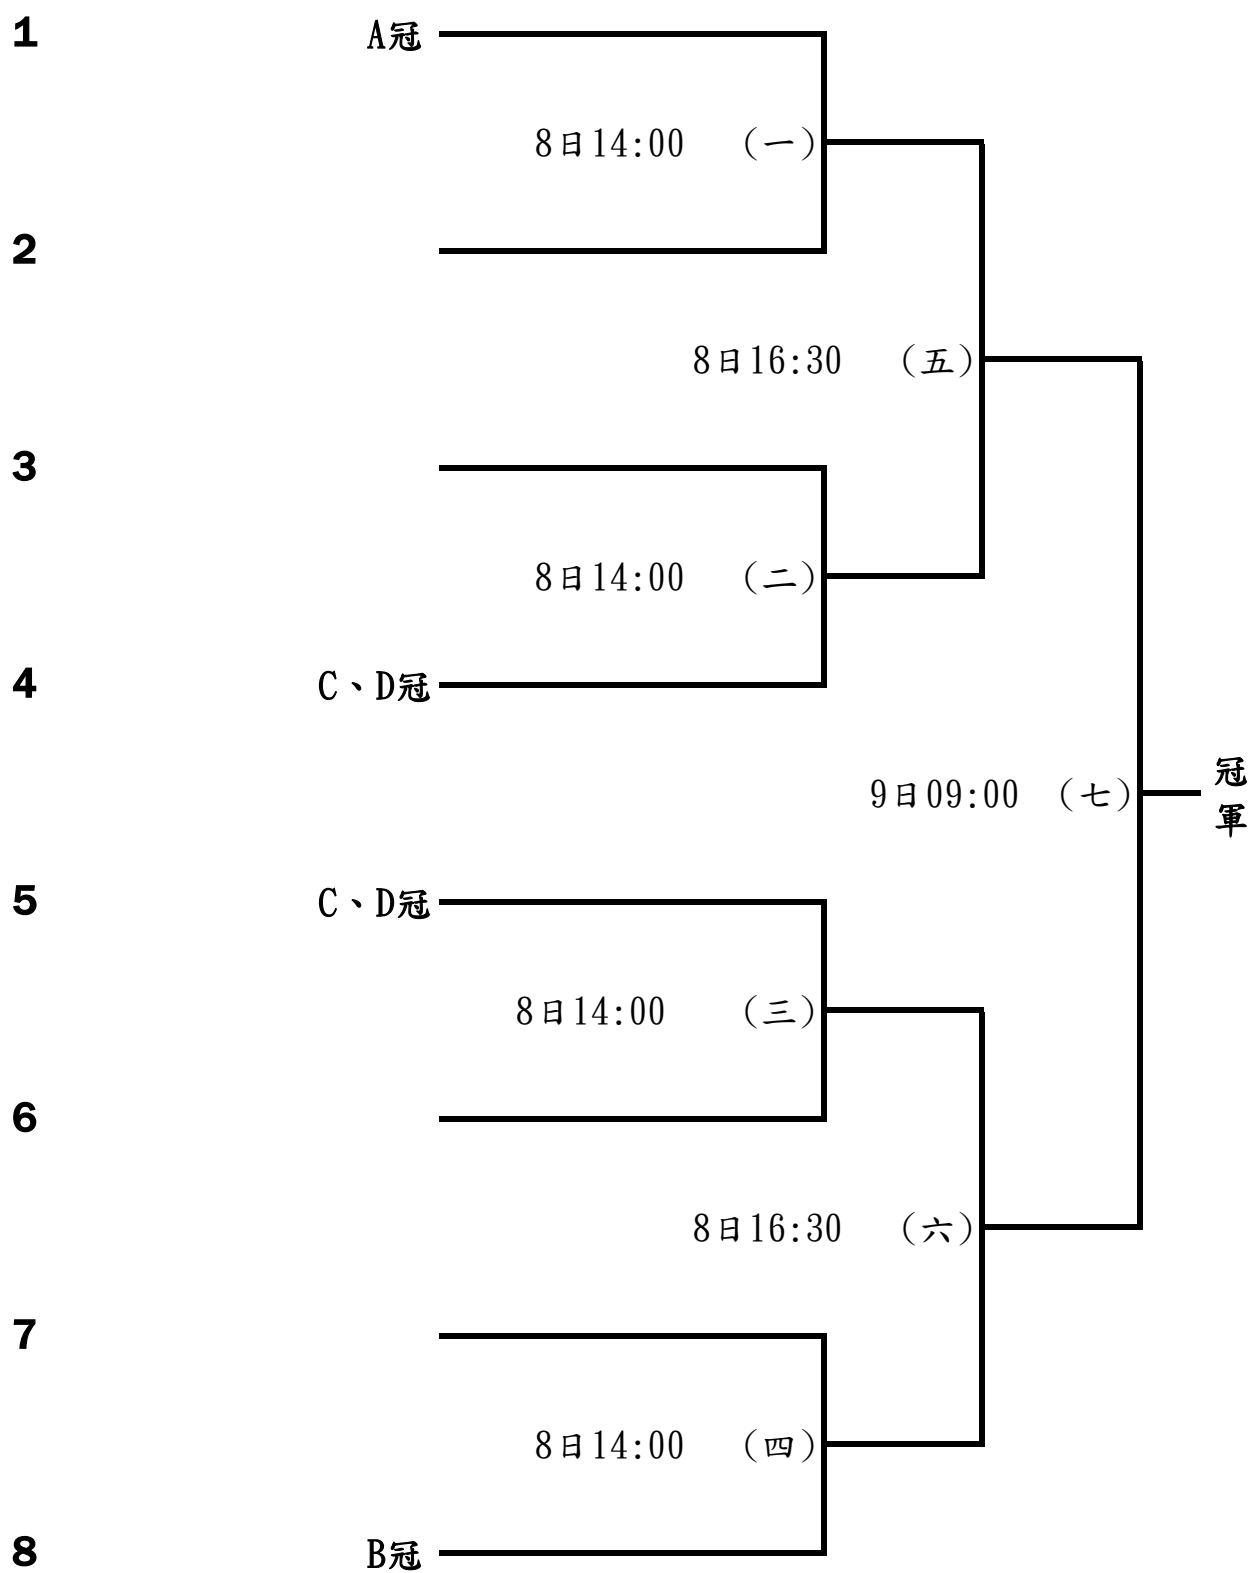 1 A冠
8日14:00 (一)
2
8日16:30 (五)
3
8日14:00 (二)
4 C、D冠
9日09:00 (七)
冠
軍
5 C、D冠
8日14:00 (三)
6
8日16:30 (六)
7
8日14:00 (四)
8 B冠